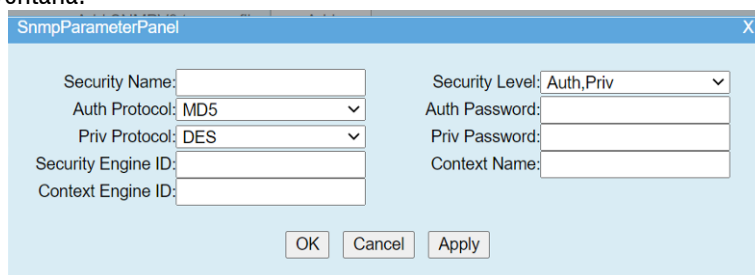 SnmpParameterPanel X
Security Name: Security Level: Auth,Priv
Auth Protocol: MD5 Auth Password:
Priv Protocol: DES Priv Password:
Security Engine ID: Context Name:
Context Engine ID:
OK Cancel Apply